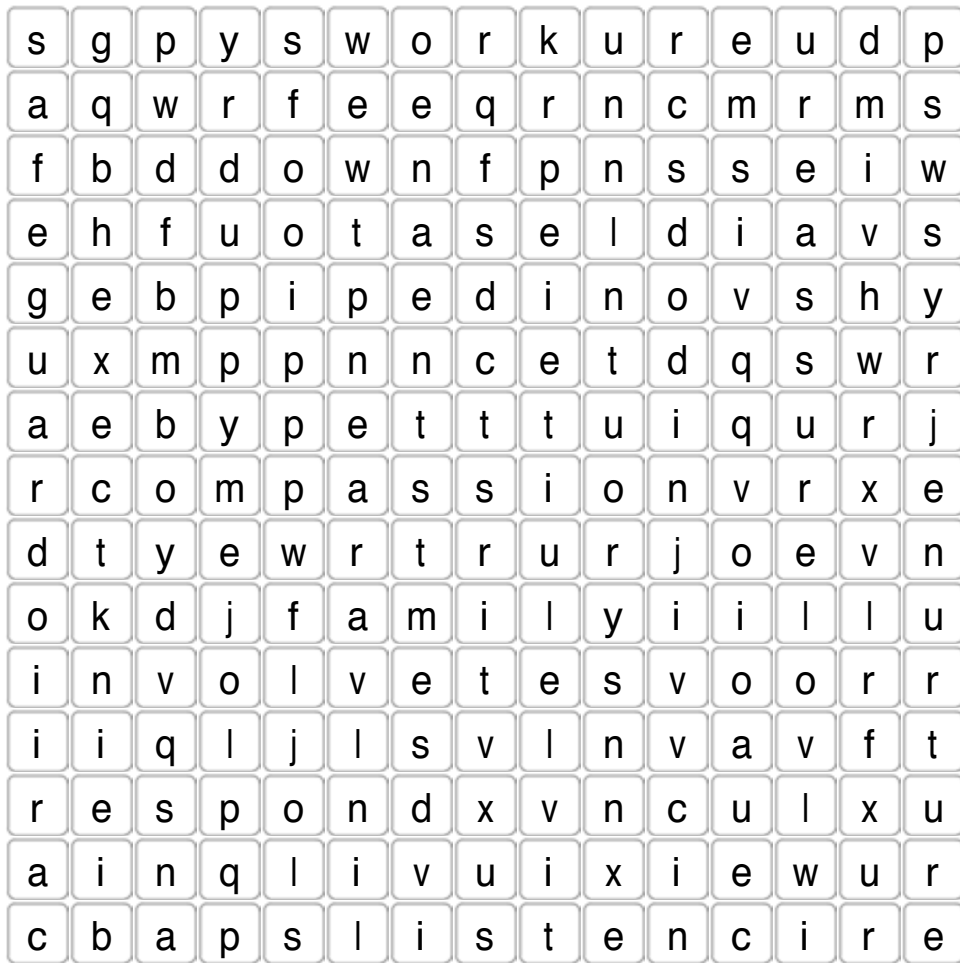 s g p y s w o r k u r e u d p
a q w r f e e q r n c m r m s
f b d d o w n f p n s s e i w
e h f u o t a s e l d i a v s
g e b p i p e d i n o v s h y
u x m p p n n c e t d q s w r
a e b y p e t t t u i q u r j
r c o m p a s s i o n v r x e
d t y e w r t r u r j o e v n
o k d j f a m i l y i i l l u
i n v o l v e t e s v o o r r
i i q l j l s v l n v a v f t
r e s p o n d x v n c u l x u
a i n q l i v u i x i e w u r
c b a p s l i s t e n c i r e